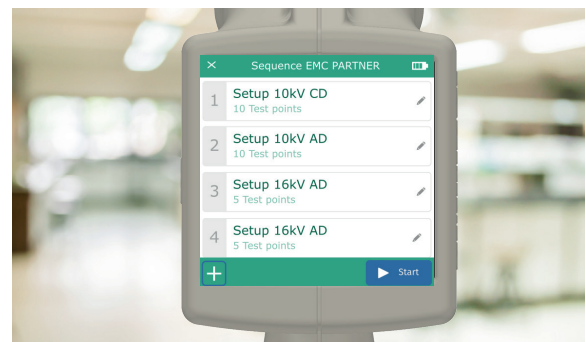 × Sequence EMC PARTNER
1
Setup 10kV CD
10 Test points
2
Setup 10kV AD
10 Test points
3
Setup 16kV AD
5 Test points
4
Setup 16kV AD
5 Test points
+
Start